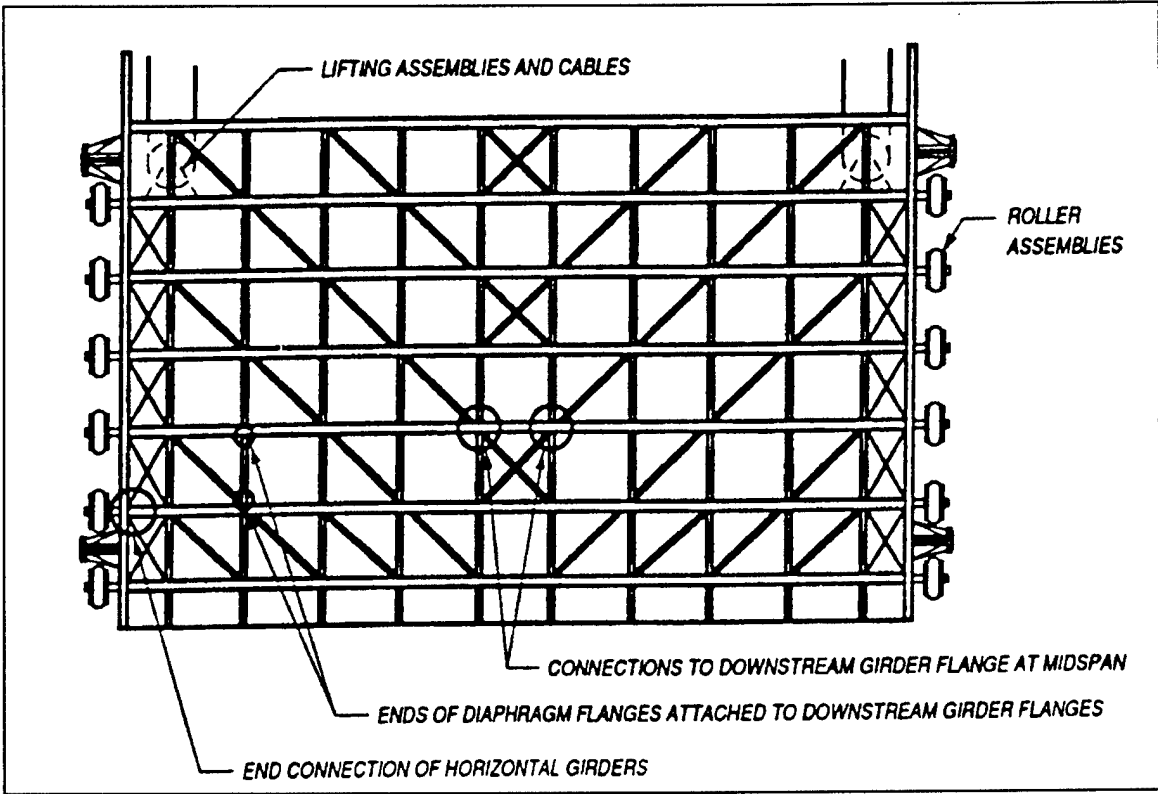 LIFTING ASSEMBLIES AND CABLES
ROLLER
ASSEMBLIES
CONNECTIONS TO DOWNSTREAM GIRDER FLANGE AT MIDSPAN
ENDS OF DIAPHRAGM FLANGES ATTACHED TO DOWNSTREAM GIRDER FLANGES
END CONNECTION OF HORIZONTAL GIRDERS